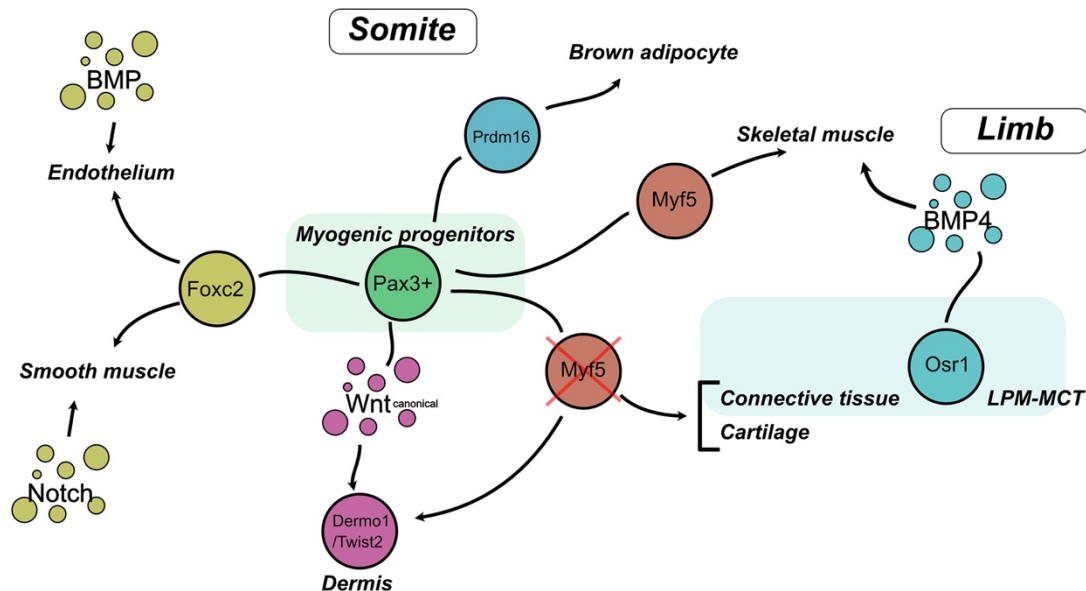 Somite
BMP
Brown adipocyte
Prdm16
Skeletal muscle
Limb
Endothelium
Myf5
BMP4
Myogenic progenitors
Foxc2
Pax3+
Smooth muscle
Wnt canonical
Myf5
Osr1
Connective tissue
LPM-MCT
Cartilage
Notch
Dermo1
/Twist2
Dermis